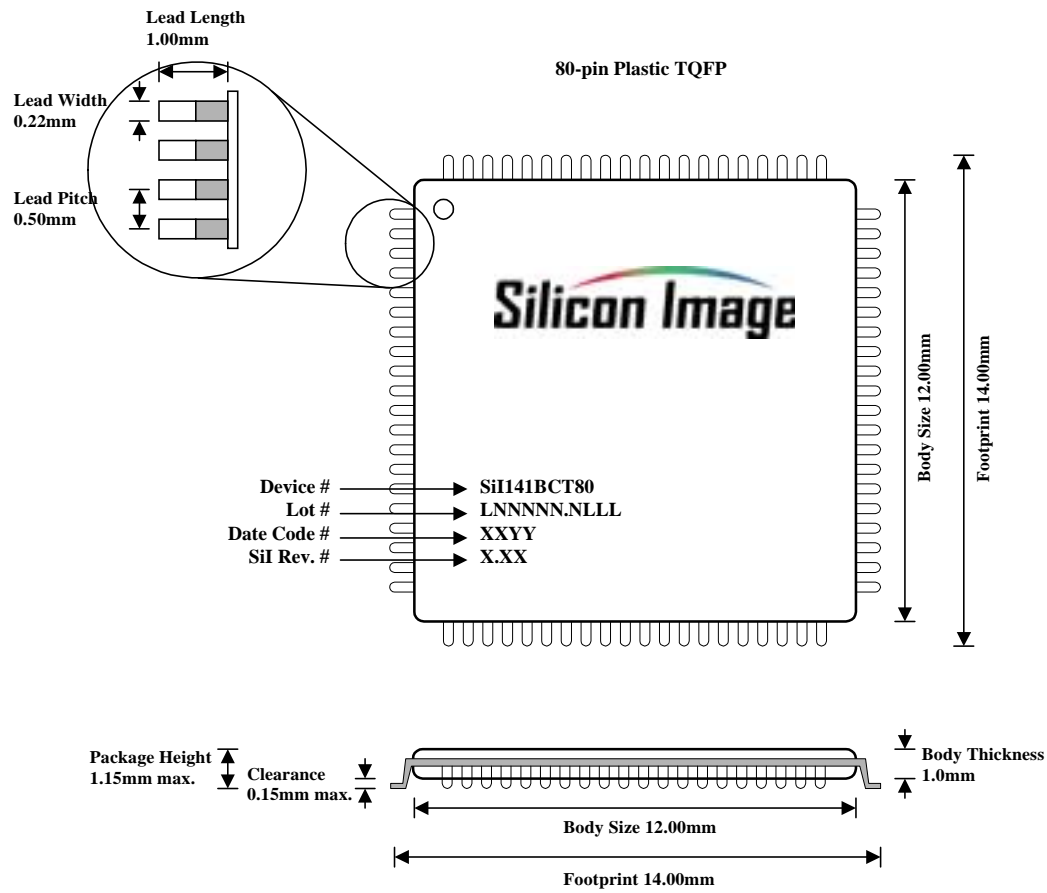 Lead Length
1.00mm
80-pin Plastic TQFP
Lead Width
0.22mm
Lead Pitch
0.50mm
Silicon Image
Body Size 12.00mm
Footprint 14.00mm
Device # SiI141BCT80
Lot # LNNNNN.NLLL
Date Code # XXYY
SiI Rev. # X.XX
Package Height
1.15mm max.
Clearance
0.15mm max.
Body Thickness
1.0mm
Body Size 12.00mm
Footprint 14.00mm